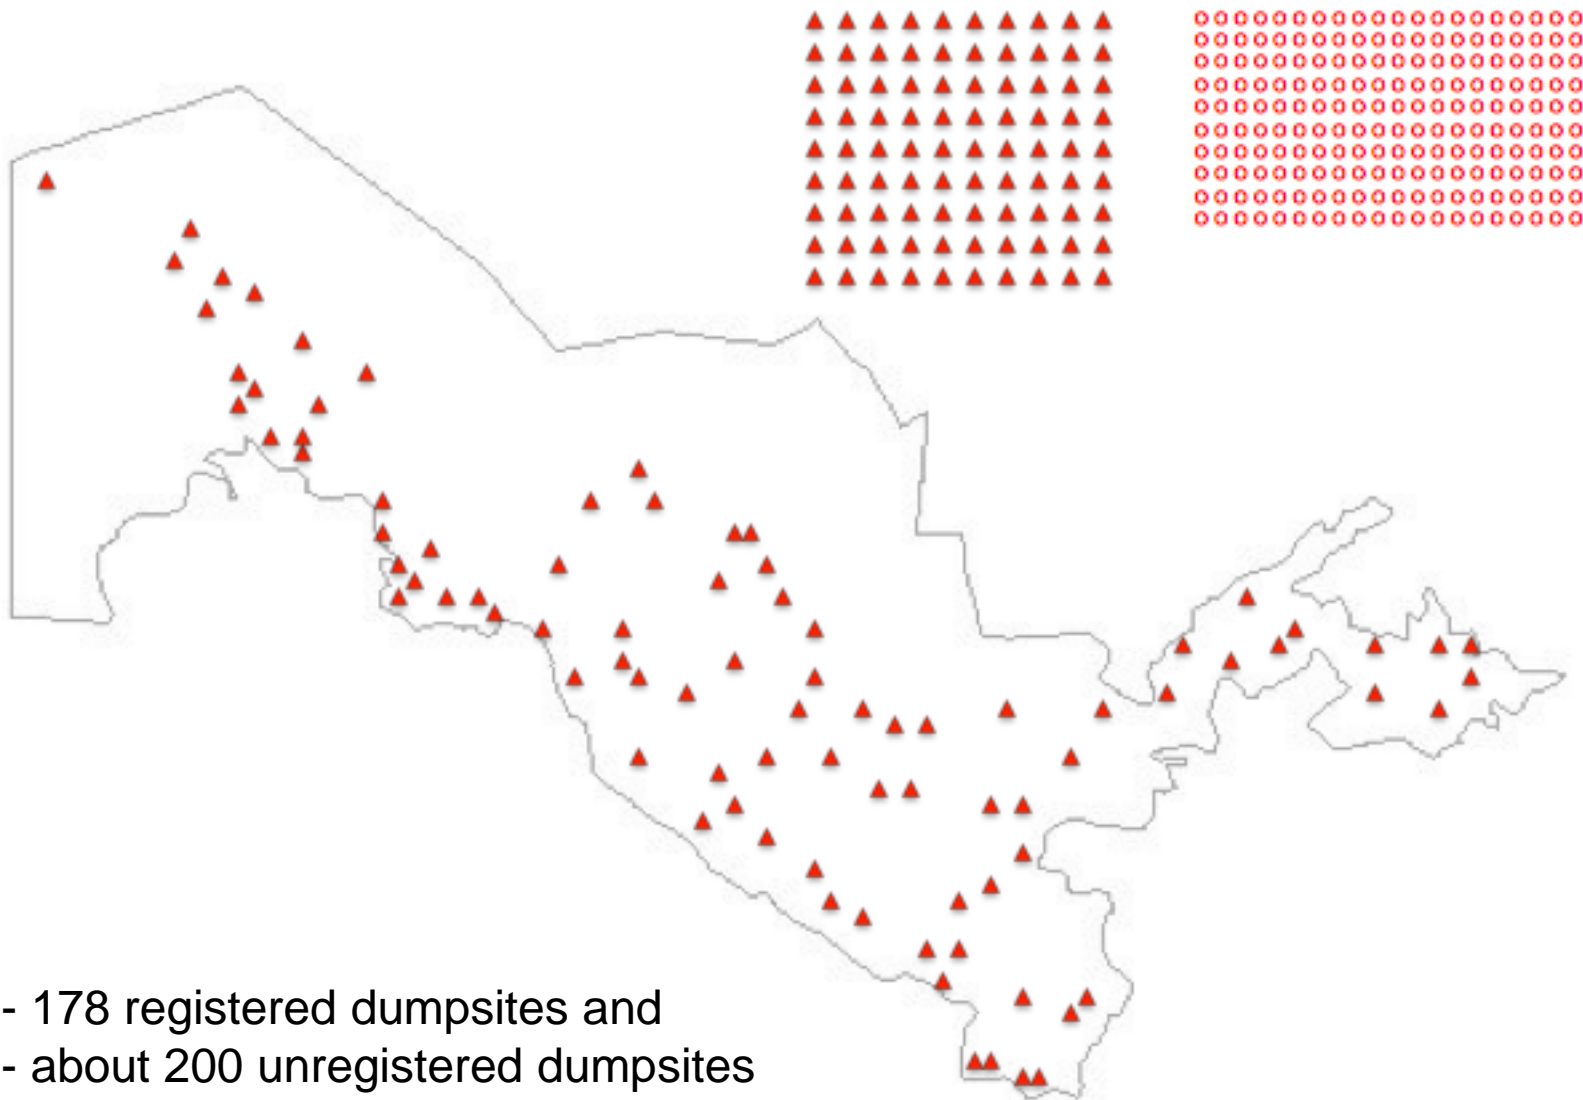 - 178 registered dumpsites and
- about 200 unregistered dumpsites